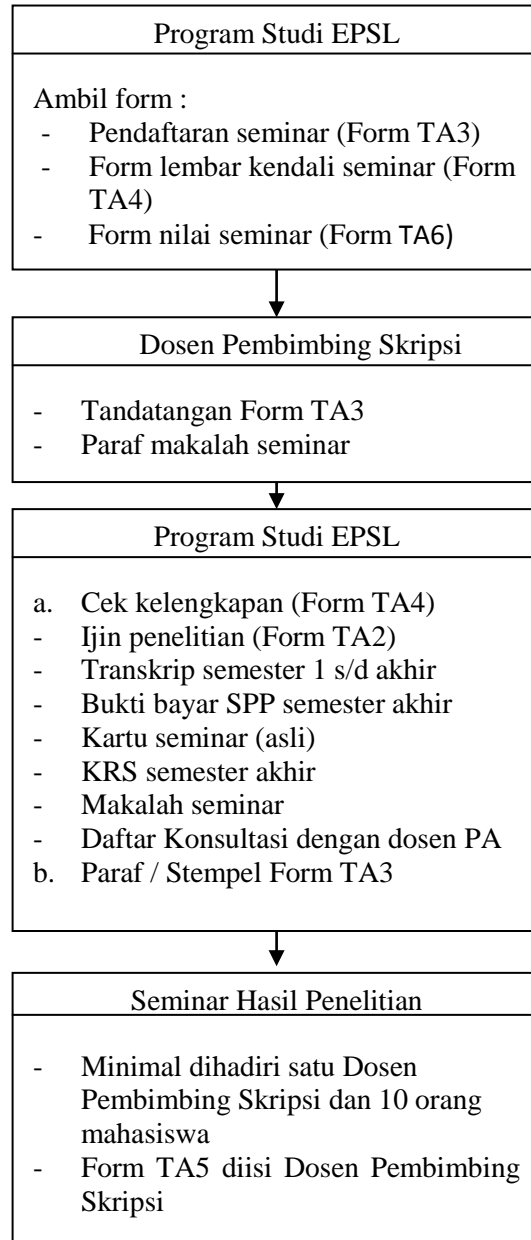 Program Studi EPSL
Ambil form :
- Pendaftaran seminar (Form TA3)
- Form lembar kendali seminar (Form
TA4)
- Form nilai seminar (Form TA6)
Dosen Pembimbing Skripsi
- Tandatangan Form TA3
- Paraf makalah seminar
Program Studi EPSL
a. Cek kelengkapan (Form TA4)
- Ijin penelitian (Form TA2)
- Transkrip semester 1 s/d akhir
- Bukti bayar SPP semester akhir
- Kartu seminar (asli)
- KRS semester akhir
- Makalah seminar
- Daftar Konsultasi dengan dosen PA
b. Paraf / Stempel Form TA3
Seminar Hasil Penelitian
- Minimal dihadiri satu Dosen
Pembimbing Skripsi dan 10 orang
mahasiswa
- Form TA5 diisi Dosen Pembimbing
Skripsi